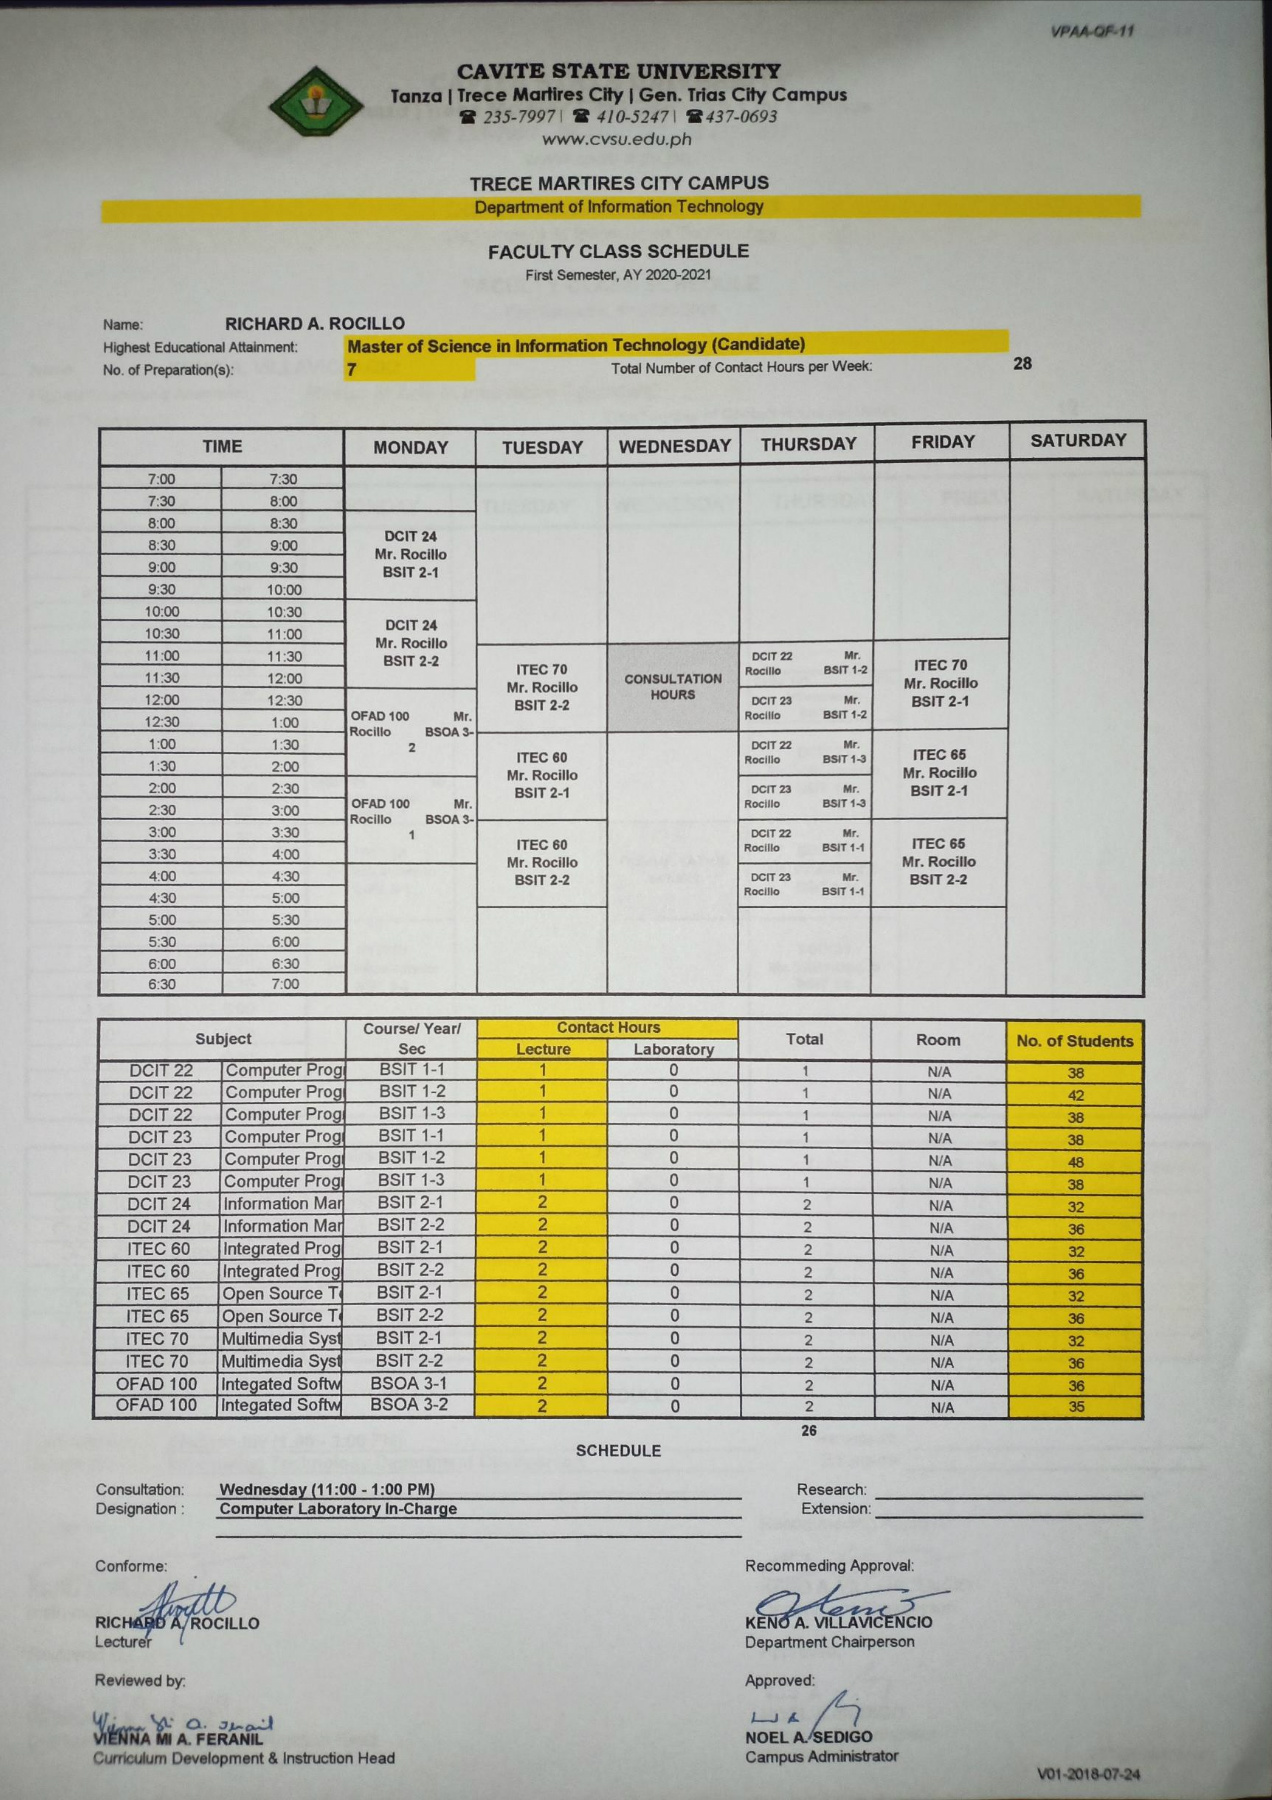 VPAA-QF-11
CAVITE STATE UNIVERSITY
Tanza | Trece Martires City | Gen. Trias City Campus
☎ 235-7997| ☎ 410-5247| ☎437-0693
www.cvsu.edu.ph
TRECE MARTIRES CITY CAMPUS
Department of Information Technology
FACULTY CLASS SCHEDULE
First Semester, AY 2020-2021
Name: RICHARD A. ROCILLO
Highest Educational Attainment: Master of Science in Information Technology (Candidate)
No. of Preparation(s): 7 Total Number of Contact Hours per Week: 28
TIME MONDAY TUESDAY WEDNESDAY THURSDAY FRIDAY SATURDAY
7:00 7:30
7:30 8:00
8:00 8:30
8:30 9:00
9:00 9:30
9:30 10:00
10:00 10:30
10:30 11:00
11:00 11:30
11:30 12:00
12:00 12:30
12:30 1:00
1:00 1:30
1:30 2:00
2:00 2:30
2:30 3:00
3:00 3:30
3:30 4:00
4:00 4:30
4:30 5:00
5:00 5:30
5:30 6:00
6:00 6:30
6:30 7:00
DCIT 24
Mr. Rocillo
BSIT 2-1
DCIT 24
Mr. Rocillo
BSIT 2-2
OFAD 100 Mr.
Rocillo BSOA 3-
2
OFAD 100 Mr.
Rocillo BSOA 3-
1
ITEC 70
Mr. Rocillo
BSIT 2-2
ITEC 60
Mr. Rocillo
BSIT 2-1
ITEC 60
Mr. Rocillo
BSIT 2-2
CONSULTATION
HOURS
DCIT 22 Mr.
Rocillo BSIT 1-2
DCIT 23 Mr.
Rocillo BSIT 1-2
DCIT 22 Mr.
Rocillo BSIT 1-3
DCIT 23 Mr.
Rocillo BSIT 1-3
DCIT 22 Mr.
Rocillo BSIT 1-1
DCIT 23 Mr.
Rocillo BSIT 1-1
ITEC 70
Mr. Rocillo
BSIT 2-1
ITEC 65
Mr. Rocillo
BSIT 2-1
ITEC 65
Mr. Rocillo
BSIT 2-2
Subject Course/ Year/ Sec Contact Hours Total Room No. of Students
Lecture Laboratory
DCIT 22 Computer Prog BSIT 1-1 1 0 1 N/A 38
DCIT 22 Computer Prog BSIT 1-2 1 0 1 N/A 42
DCIT 22 Computer Prog BSIT 1-3 1 0 1 N/A 38
DCIT 23 Computer Prog BSIT 1-1 1 0 1 N/A 38
DCIT 23 Computer Prog BSIT 1-2 1 0 1 N/A 48
DCIT 23 Computer Prog BSIT 1-3 1 0 1 N/A 38
DCIT 24 Information Mar BSIT 2-1 2 0 2 N/A 32
DCIT 24 Information Mar BSIT 2-2 2 0 2 N/A 36
ITEC 60 Integrated Prog BSIT 2-1 2 0 2 N/A 32
ITEC 60 Integrated Prog BSIT 2-2 2 0 2 N/A 36
ITEC 65 Open Source T BSIT 2-1 2 0 2 N/A 32
ITEC 65 Open Source T BSIT 2-2 2 0 2 N/A 36
ITEC 70 Multimedia Syst BSIT 2-1 2 0 2 N/A 32
ITEC 70 Multimedia Syst BSIT 2-2 2 0 2 N/A 36
OFAD 100 Integated Softw BSOA 3-1 2 0 2 N/A 36
OFAD 100 Integated Softw BSOA 3-2 2 0 2 N/A 35
26
SCHEDULE
Consultation: Wednesday (11:00 - 1:00 PM) Research:
Designation : Computer Laboratory In-Charge Extension:
Conforme: Recommeding Approval:
RICHARD A. ROCILLO KENO A. VILLAVICENCIO
Lecturer Department Chairperson
Reviewed by: Approved:
VIENNA MI A. FERANIL NOEL A. SEDIGO
Curriculum Development & Instruction Head Campus Administrator
V01-2018-07-24